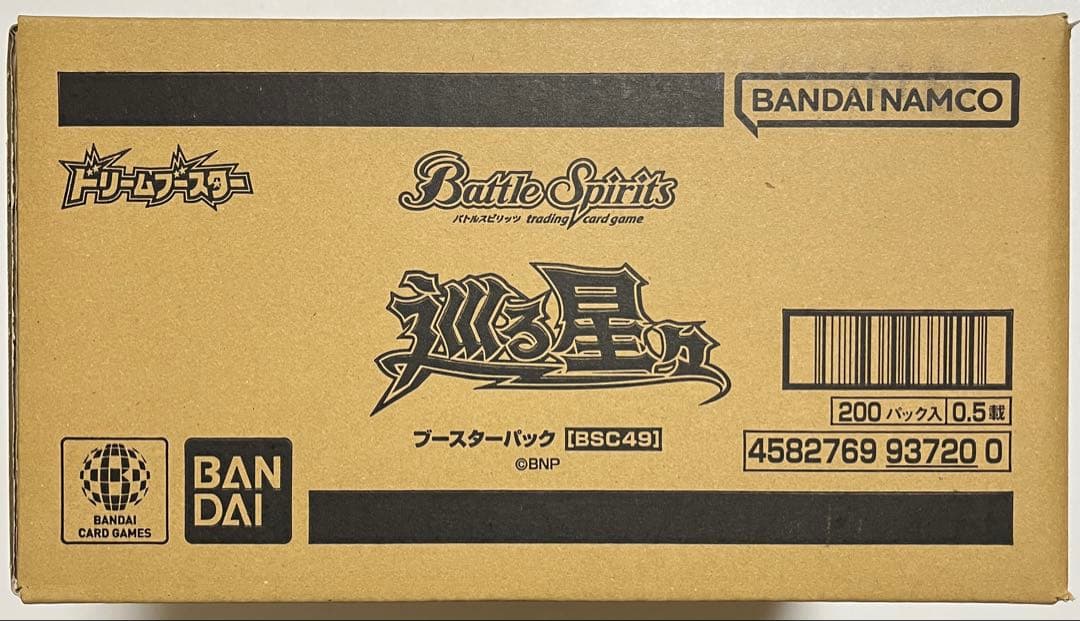 BANDAI NAMCO
ドリームブースター
Battle Spirits
バトルスピリッツ trading card game
巡る星々
200 パック入 0.5載
ブースターパック [BSC49]
4582769 93720 0
©BNP
BANDAI
CARD GAMES
BAN
DAI